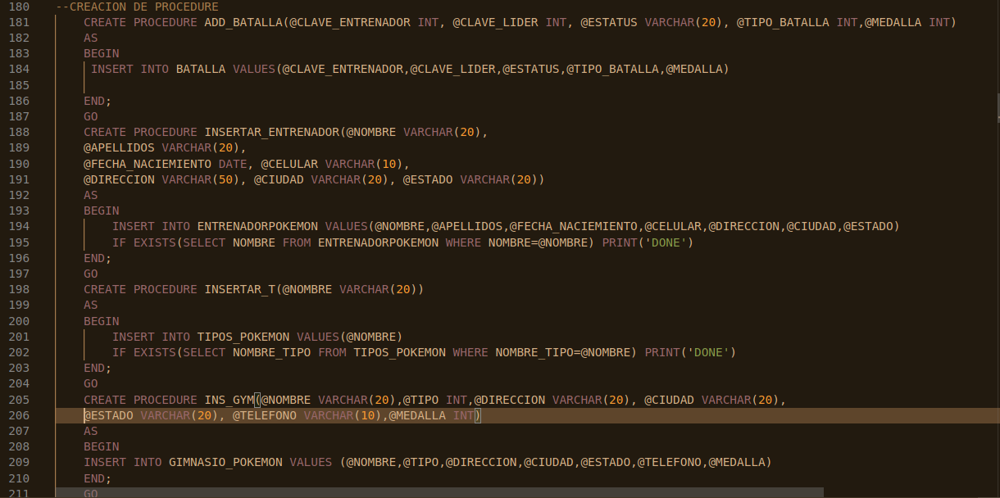 180 --CREACION DE PROCEDURE
181 CREATE PROCEDURE ADD_BATALLA(@CLAVE_ENTRENADOR INT, @CLAVE_LIDER INT, @ESTATUS VARCHAR(20), @TIPO_BATALLA INT,@MEDALLA INT)
182 AS
183 BEGIN
184 INSERT INTO BATALLA VALUES(@CLAVE_ENTRENADOR,@CLAVE_LIDER,@ESTATUS,@TIPO_BATALLA,@MEDALLA)
185
186 END;
187 GO
188 CREATE PROCEDURE INSERTAR_ENTRENADOR(@NOMBRE VARCHAR(20),
189 @APELLIDOS VARCHAR(20),
190 @FECHA_NACIEMIENTO DATE, @CELULAR VARCHAR(10),
191 @DIRECCION VARCHAR(50), @CIUDAD VARCHAR(20), @ESTADO VARCHAR(20))
192 AS
193 BEGIN
194 INSERT INTO ENTRENADORPOKEMON VALUES(@NOMBRE,@APELLIDOS,@FECHA_NACIEMIENTO,@CELULAR,@DIRECCION,@CIUDAD,@ESTADO)
195 IF EXISTS(SELECT NOMBRE FROM ENTRENADORPOKEMON WHERE NOMBRE=@NOMBRE) PRINT('DONE')
196 END;
197 GO
198 CREATE PROCEDURE INSERTAR_T(@NOMBRE VARCHAR(20))
199 AS
200 BEGIN
201 INSERT INTO TIPOS_POKEMON VALUES(@NOMBRE)
202 IF EXISTS(SELECT NOMBRE_TIPO FROM TIPOS_POKEMON WHERE NOMBRE_TIPO=@NOMBRE) PRINT('DONE')
203 END;
204 GO
205 CREATE PROCEDURE INS_GYM(@NOMBRE VARCHAR(20),@TIPO INT,@DIRECCION VARCHAR(20), @CIUDAD VARCHAR(20),
206 @ESTADO VARCHAR(20), @TELEFONO VARCHAR(10),@MEDALLA INT)
207 AS
208 BEGIN
209 INSERT INTO GIMNASIO_POKEMON VALUES (@NOMBRE,@TIPO,@DIRECCION,@CIUDAD,@ESTADO,@TELEFONO,@MEDALLA)
210 END;
211 GO